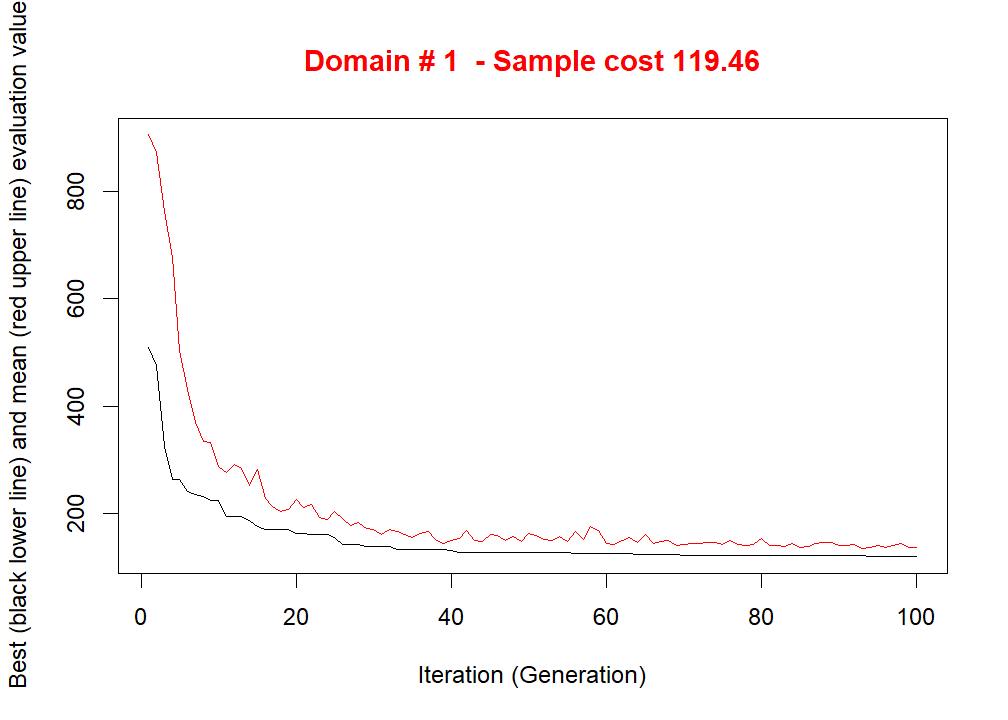 Domain # 1  - Sample cost 119.46
Best (black lower line) and mean (red upper line) evaluation value
800
600
400
200
0 20 40 60 80 100
Iteration (Generation)